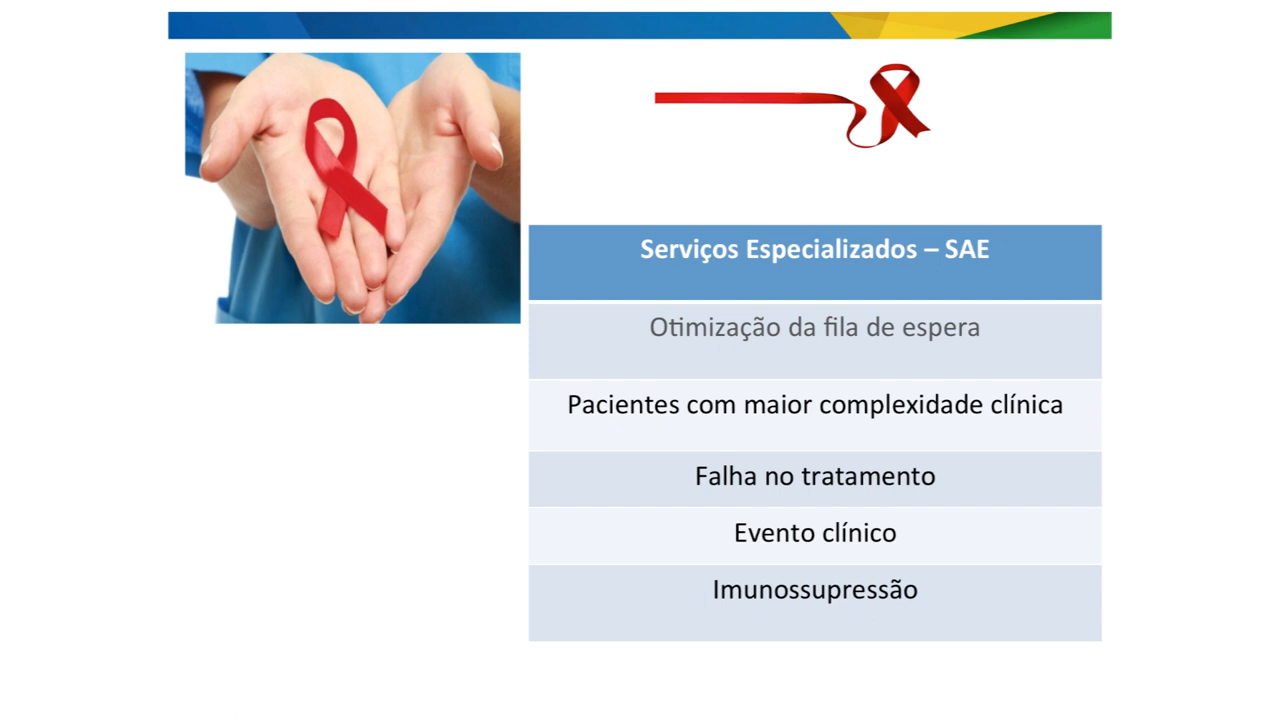 Serviços Especializados – SAE
Otimização da fila de espera
Pacientes com maior complexidade clínica
Falha no tratamento
Evento clínico
Imunossupressão